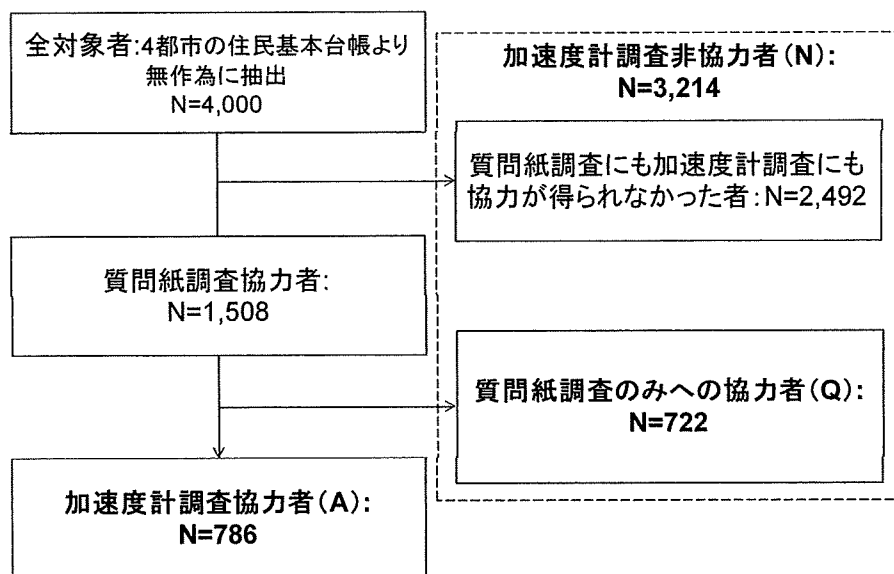 全対象者:4都市の住民基本台帳より
無作為に抽出
N=4,000
加速度計調査非協力者(N):
N=3,214
質問紙調査にも加速度計調査にも
協力が得られなかった者:N=2,492
質問紙調査協力者:
N=1,508
質問紙調査のみへの協力者(Q):
N=722
加速度計調査協力者(A):
N=786